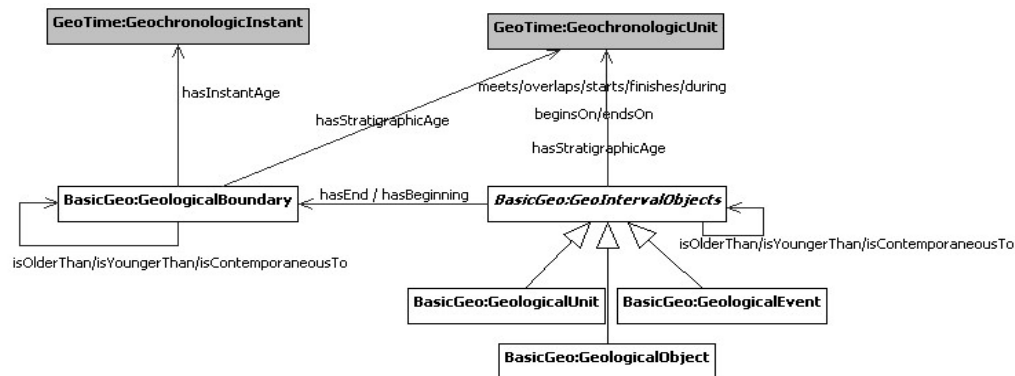 GeoTime:GeochronologicInstant
GeoTime:GeochronologicUnit
hasInstantAge
meets/overlaps/starts/finishes/during
hasStratigraphicAge
beginsOn/endsOn
hasStratigraphicAge
BasicGeo:GeologicalBoundary
hasEnd / hasBeginning
BasicGeo:GeoIntervalObjects
isOlderThan/isYoungerThan/isContemporaneousTo
isOlderThan/isYoungerThan/isContemporaneousTo
BasicGeo:GeologicalUnit
BasicGeo:GeologicalEvent
BasicGeo:GeologicalObject